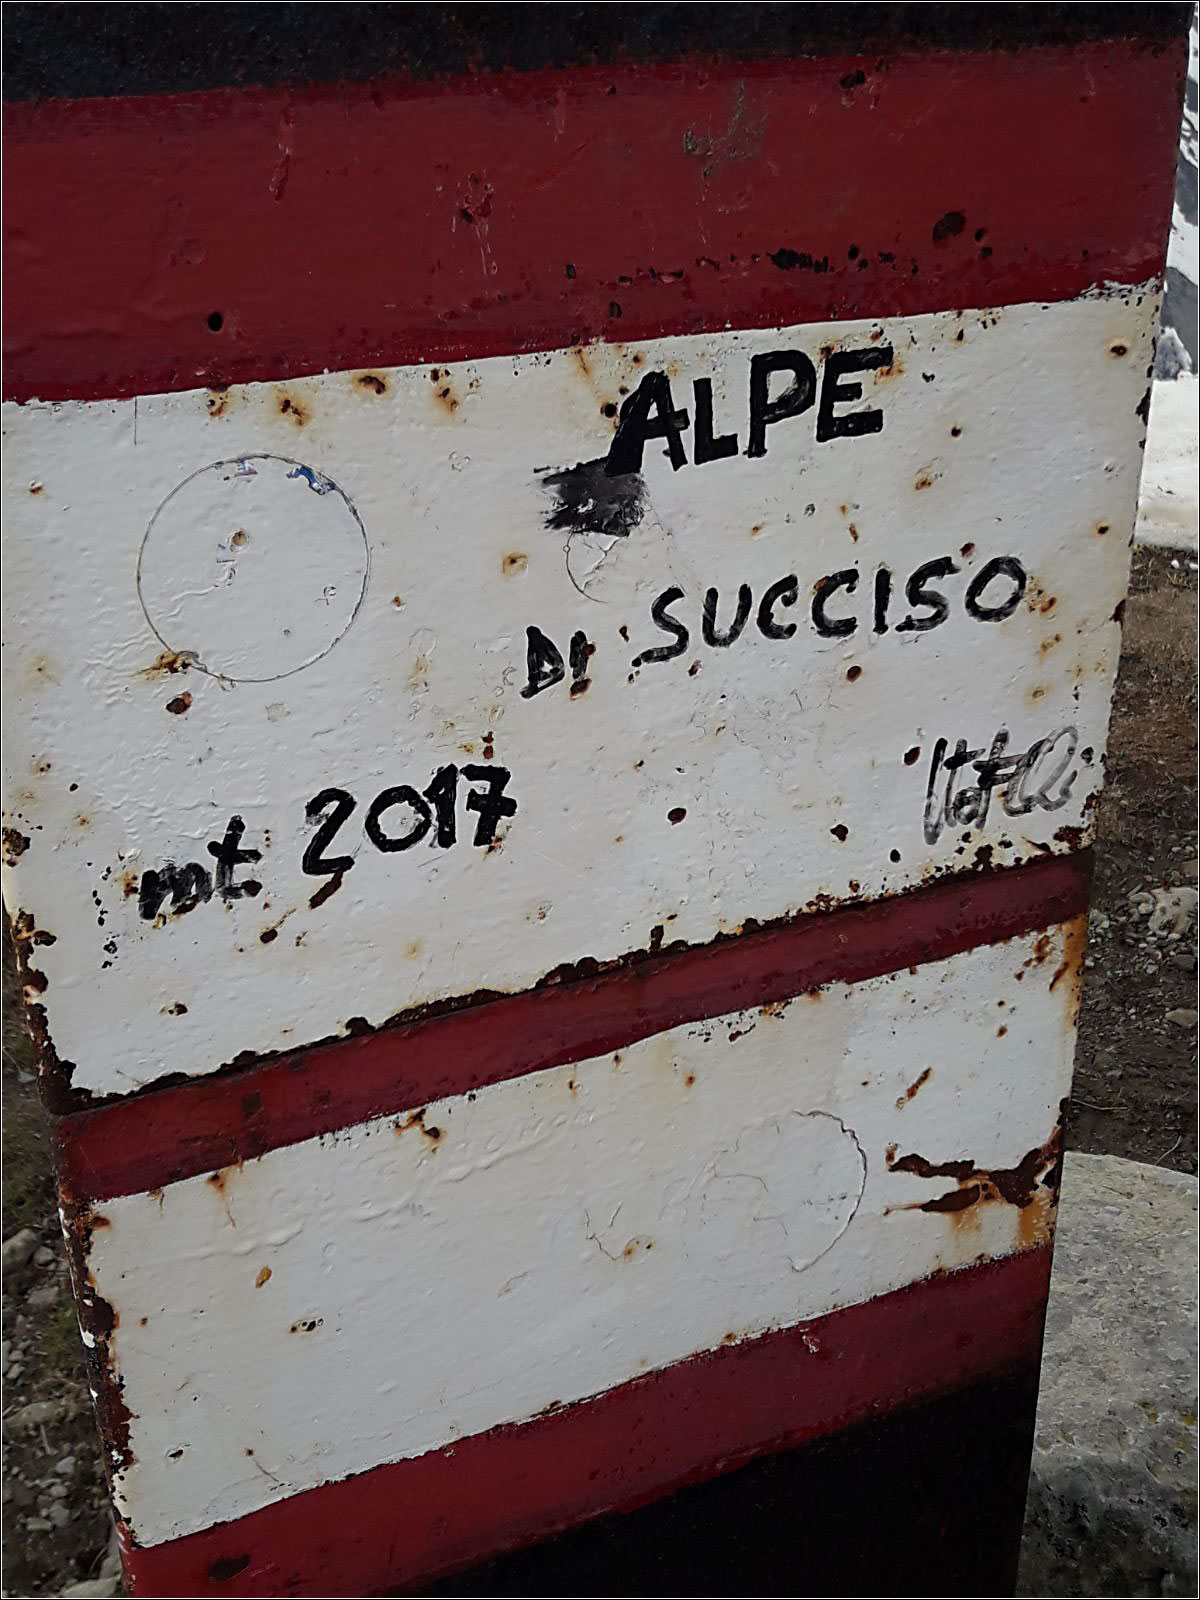 ALPE
DI SUCCISO
mt 2017